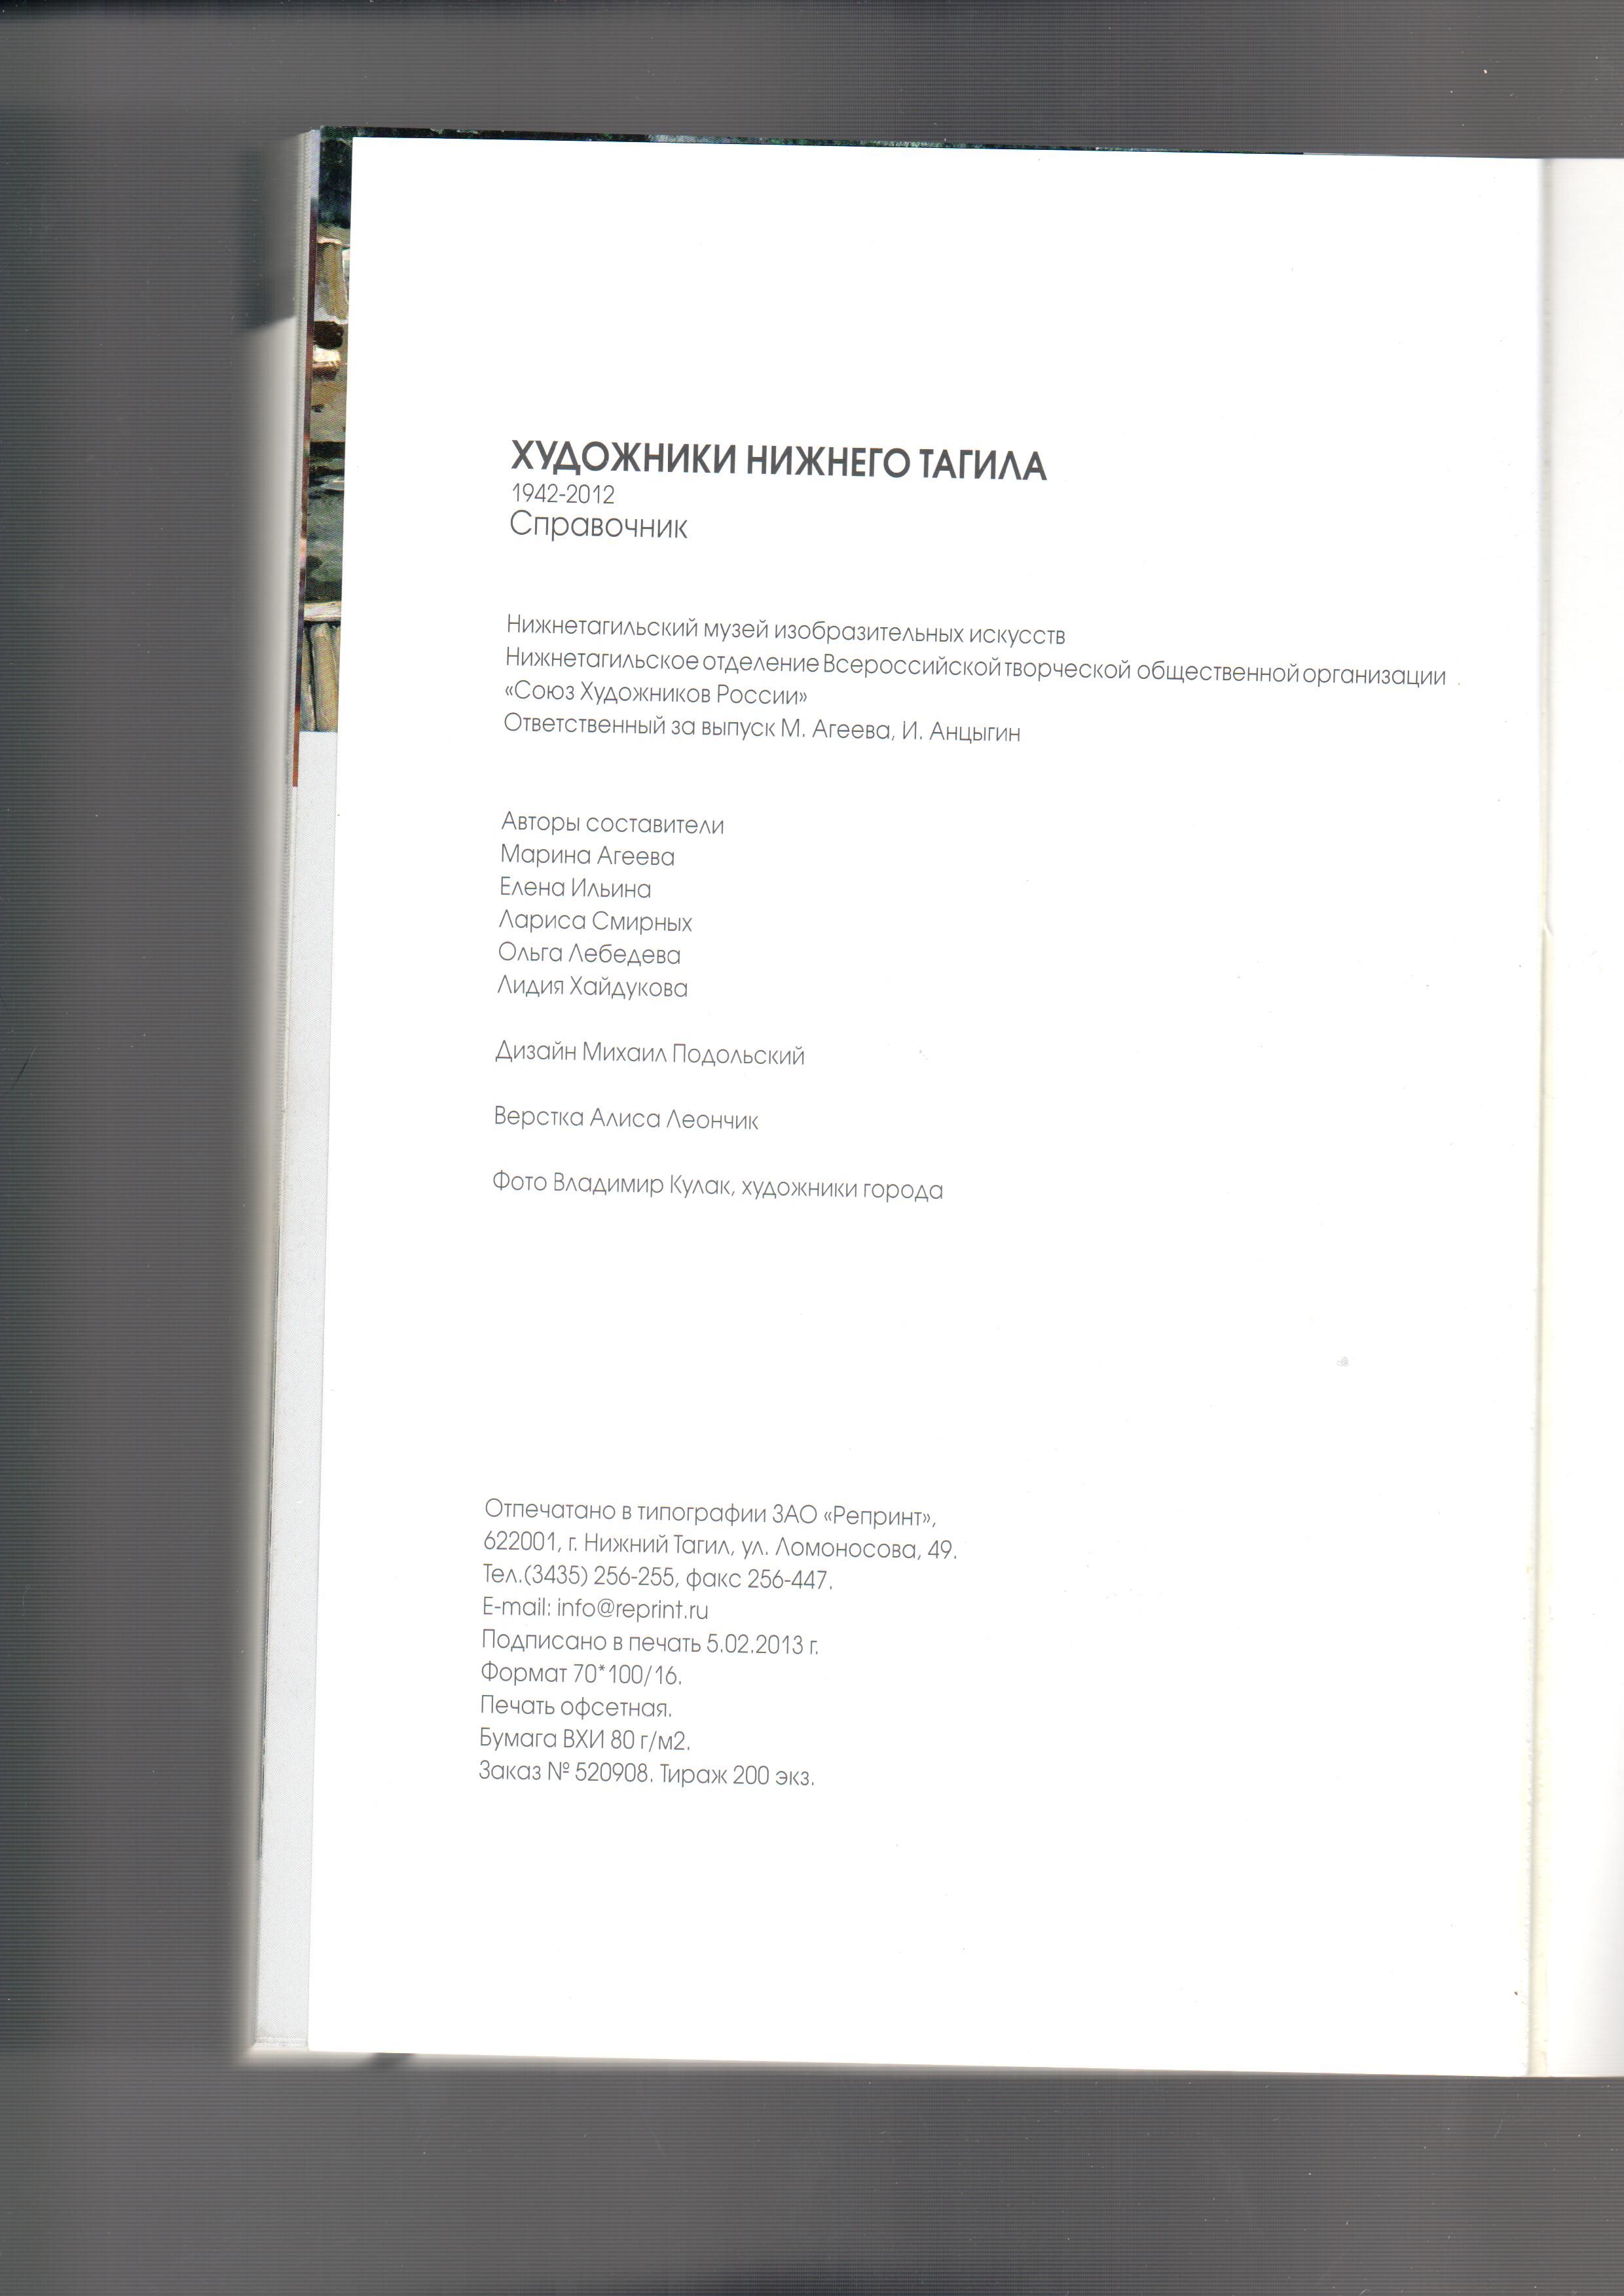 ХУДОЖНИКИ НИЖНЕГО ТАГИЛА
1942-2012
Справочник
Нижнетагильский музей изобразительных искусств
Нижнетагильское отделение Всероссийской творческой общественной организации
«Союз Художников России»
Ответственный за выпуск М. Агеева, И. Анцыгин
Авторы составители
Марина Агеева
Елена Ильина
Лариса Смирных
Ольга Лебедева
Лидия Хайдукова
Дизайн Михаил Подольский
Верстка Алиса Леончик
Фото Владимир Кулак, художники города
Отпечатано в типографии ЗАО «Репринт»,
622001, г. Нижний Тагил, ул. Ломоносова, 49.
Тел.(3435) 256-255, факс 256-447.
E-mail: info@reprint.ru
Подписано в печать 5.02.2013 г.
Формат 70*100/16.
Печать офсетная.
Бумага ВХИ 80 г/м2.
Заказ № 520908. Тираж 200 экз.